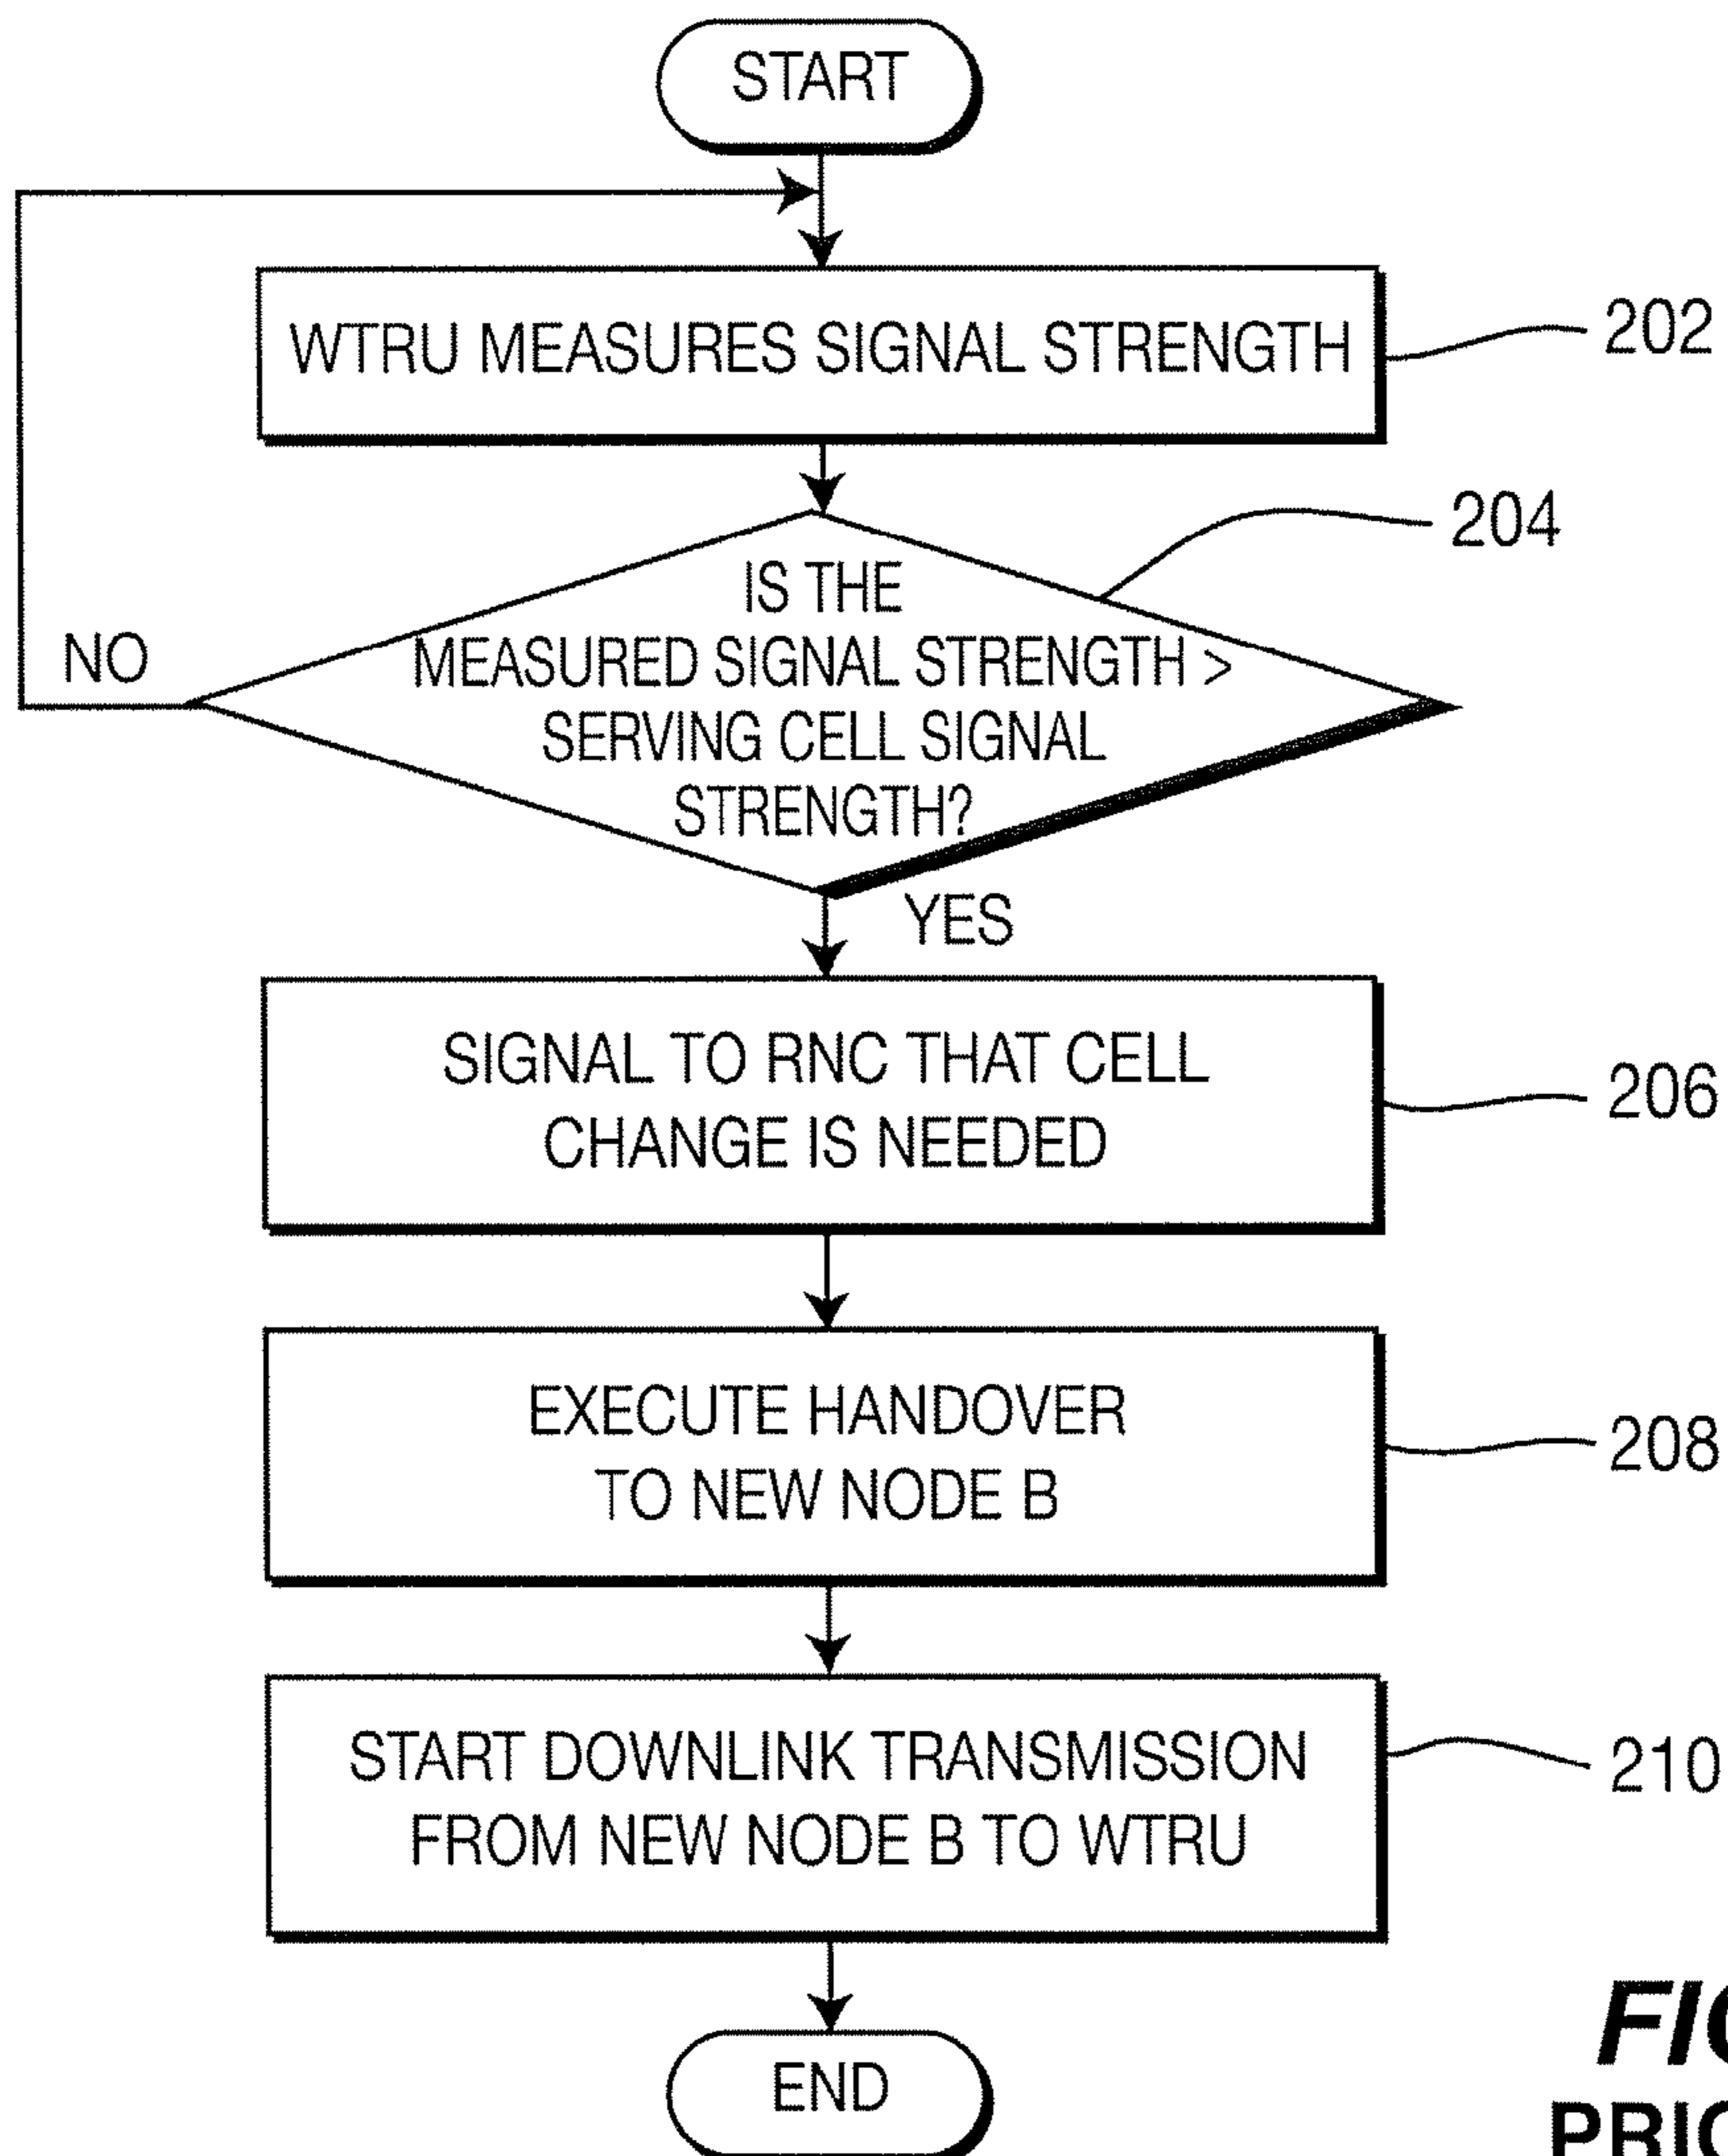 START
WTRU MEASURES SIGNAL STRENGTH
202
204
IS THE
MEASURED SIGNAL STRENGTH >
SERVING CELL SIGNAL
STRENGTH?
NO
YES
SIGNAL TO RNC THAT CELL
CHANGE IS NEEDED
206
EXECUTE HANDOVER
TO NEW NODE B
208
START DOWNLINK TRANSMISSION
FROM NEW NODE B TO WTRU
210
END